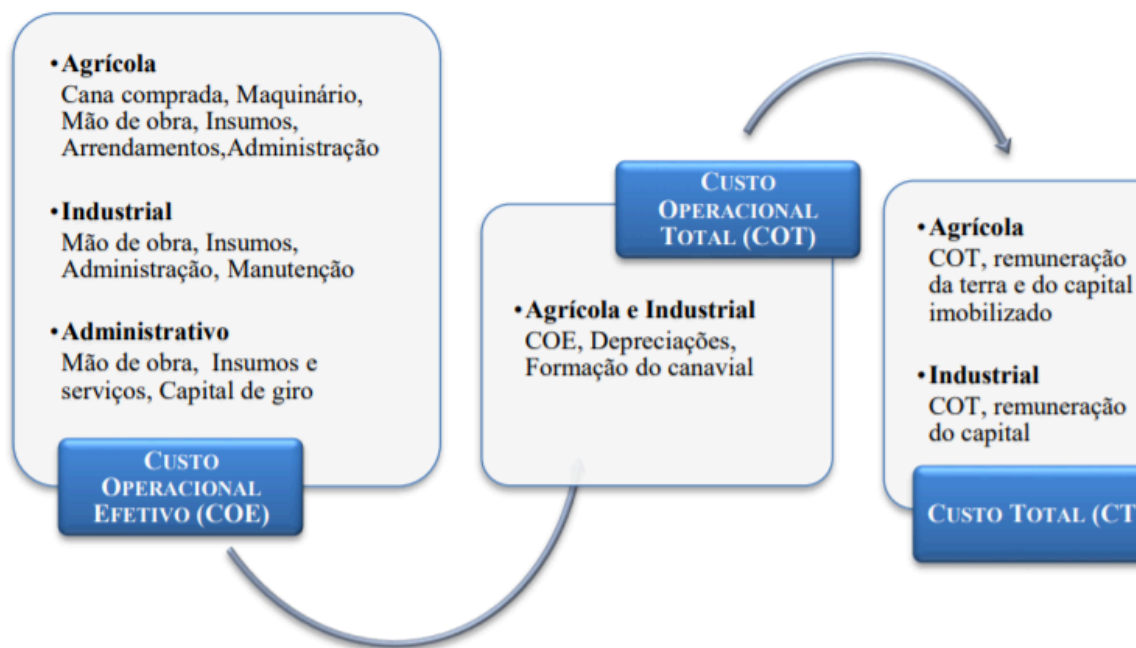 •Agrícola
Cana comprada, Maquinário,
Mão de obra, Insumos,
Arrendamentos,Administração
•Industrial
Mão de obra, Insumos,
Administração, Manutenção
•Administrativo
Mão de obra, Insumos e
serviços, Capital de giro
CUSTO
OPERACIONAL
EFETIVO (COE)
CUSTO
OPERACIONAL
TOTAL (COT)
•Agrícola e Industrial
COE, Depreciações,
Formação do canavial
•Agrícola
COT, remuneração
da terra e do capital
imobilizado
•Industrial
COT, remuneração
do capital
CUSTO TOTAL (CT